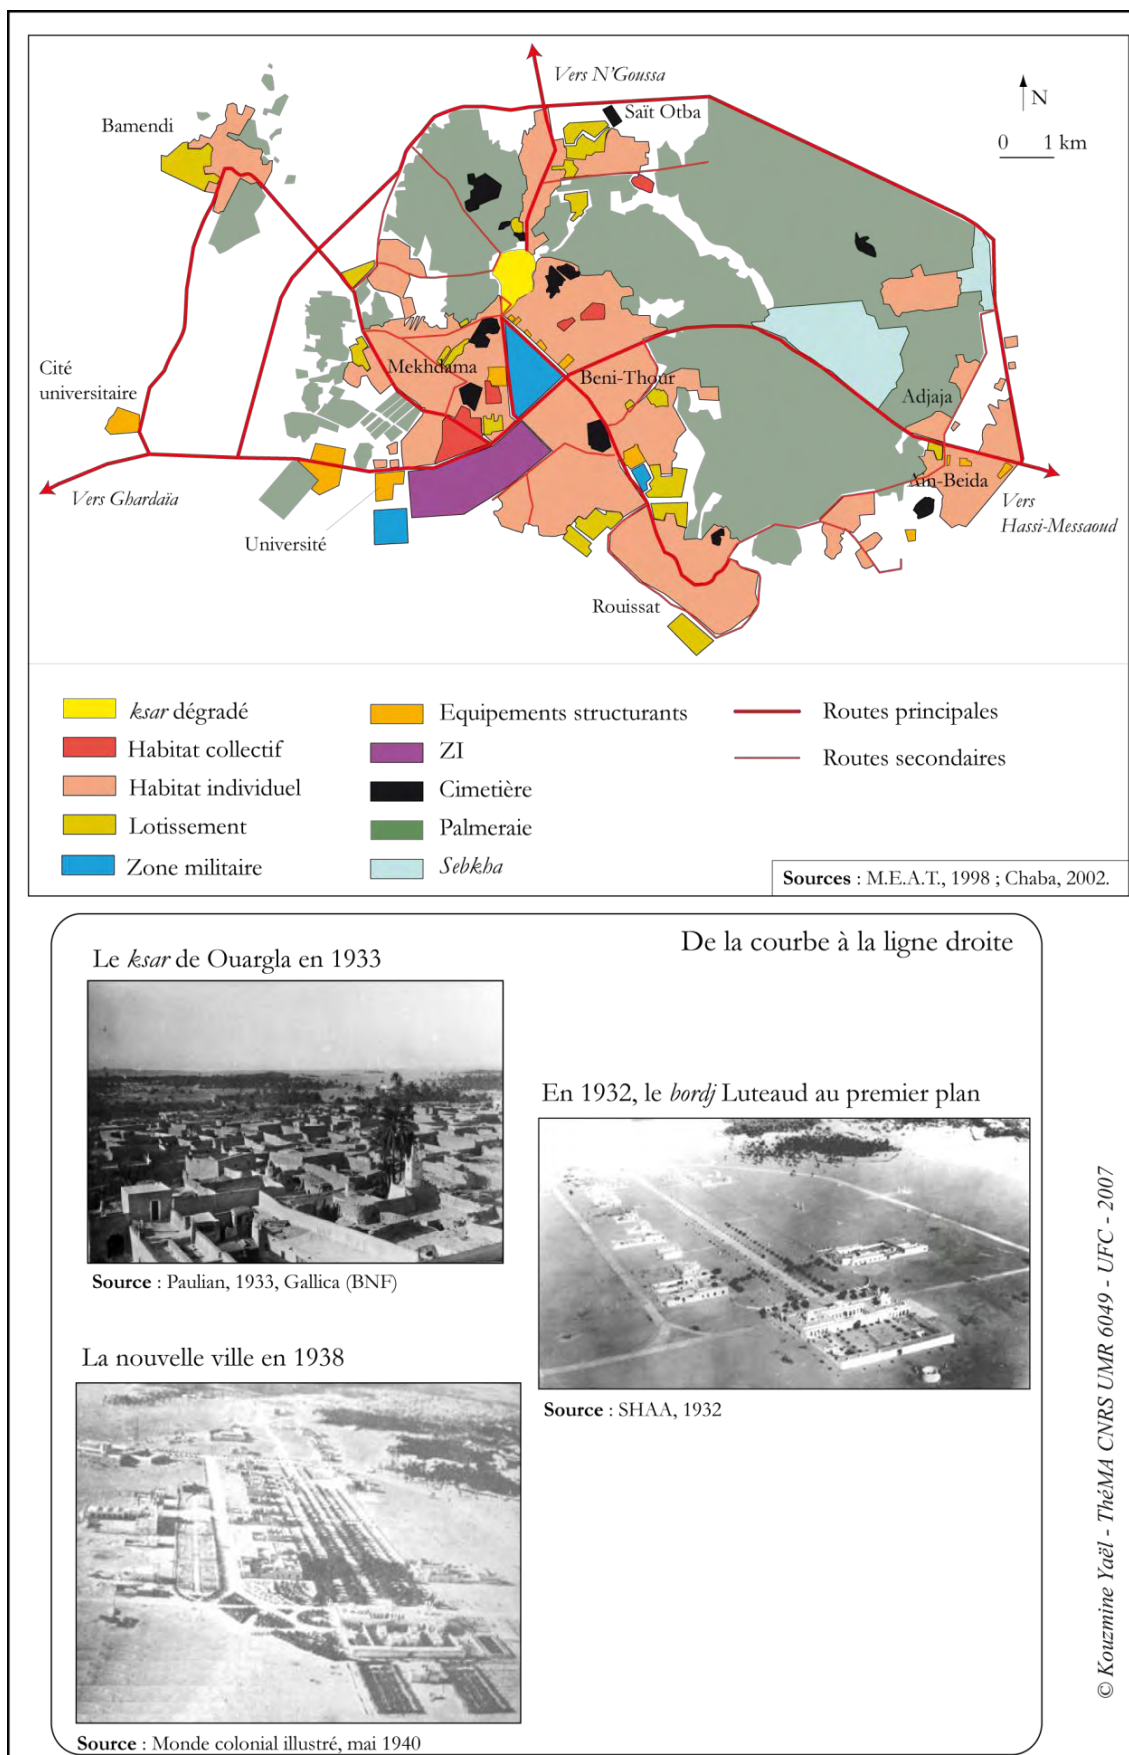 Vers N'Goussa
N
0 1 km
Saït Otba
Bamendi
Cité
universitaire
Mekhdama
Beni-Thour
Adjaja
Vers Ghardaïa
Aïn-Beida
Vers
Hassi-Messaoud
Université
Rouissat
ksar dégradé
Habitat collectif
Habitat individuel
Lotissement
Zone militaire
Equipements structurants
ZI
Cimetière
Palmeraie
Sebkha
Routes principales
Routes secondaires
Sources : M.E.A.T., 1998 ; Chaba, 2002.
De la courbe à la ligne droite
Le ksar de Ouargla en 1933
Source : Paulian, 1933, Gallica (BNF)
En 1932, le bordj Luteaud au premier plan
Source : SHAA, 1932
La nouvelle ville en 1938
Source : Monde colonial illustré, mai 1940
© Kouzmine Yaël - ThéMA CNRS UMR 6049 - UFC - 2007